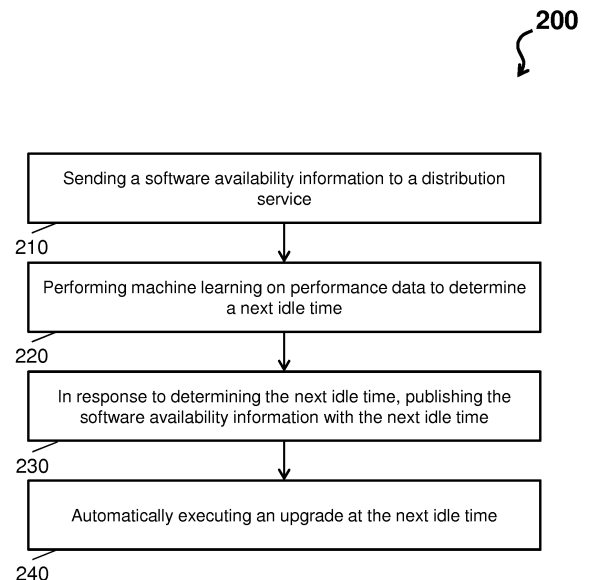 200
Sending a software availability information to a distribution
service
210
Performing machine learning on performance data to determine
a next idle time
220
In response to determining the next idle time, publishing the
software availability information with the next idle time
230
Automatically executing an upgrade at the next idle time
240